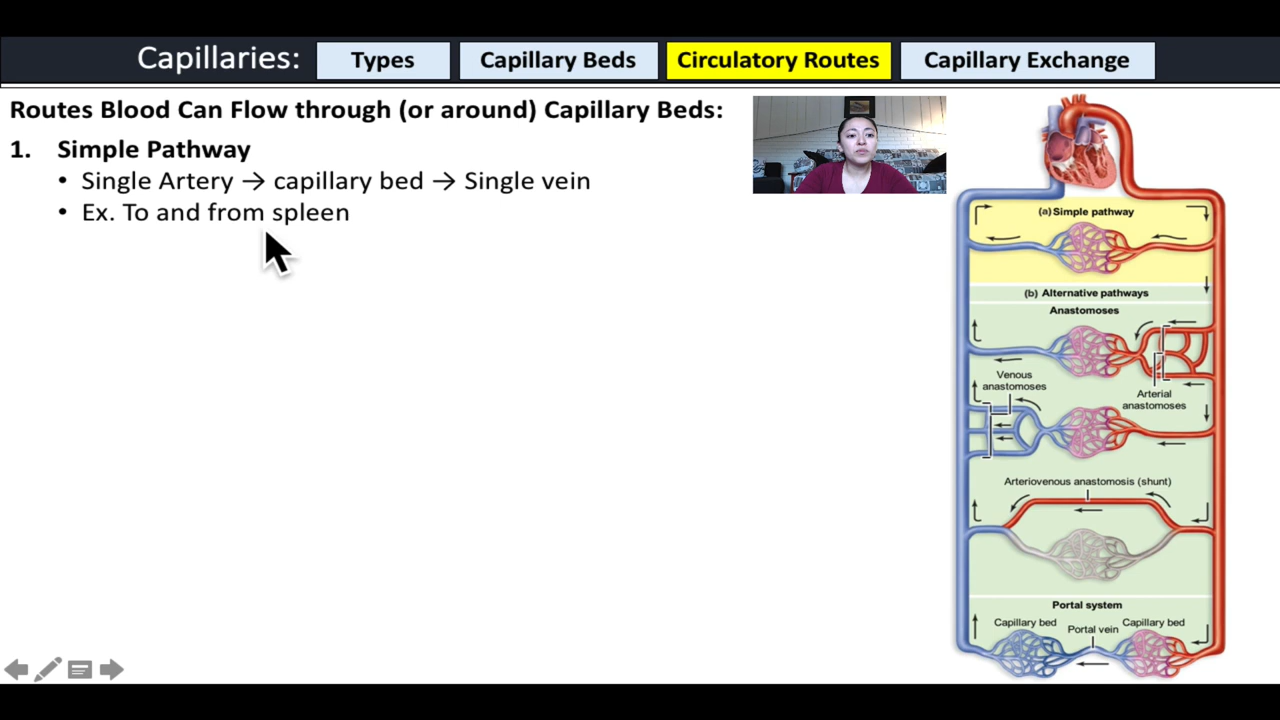 Capillaries:
Types
Capillary Beds
Circulatory Routes
Capillary Exchange
Routes Blood Can Flow through (or around) Capillary Beds:
1. Simple Pathway
• Single Artery → capillary bed → Single vein
• Ex. To and from spleen
(a) Simple pathway
(b) Alternative pathways
Anastomoses
Venous
anastomoses
Arterial
anastomoses
Arteriovenous anastomosis (shunt)
Portal system
Capillary bed
Portal vein
Capillary bed